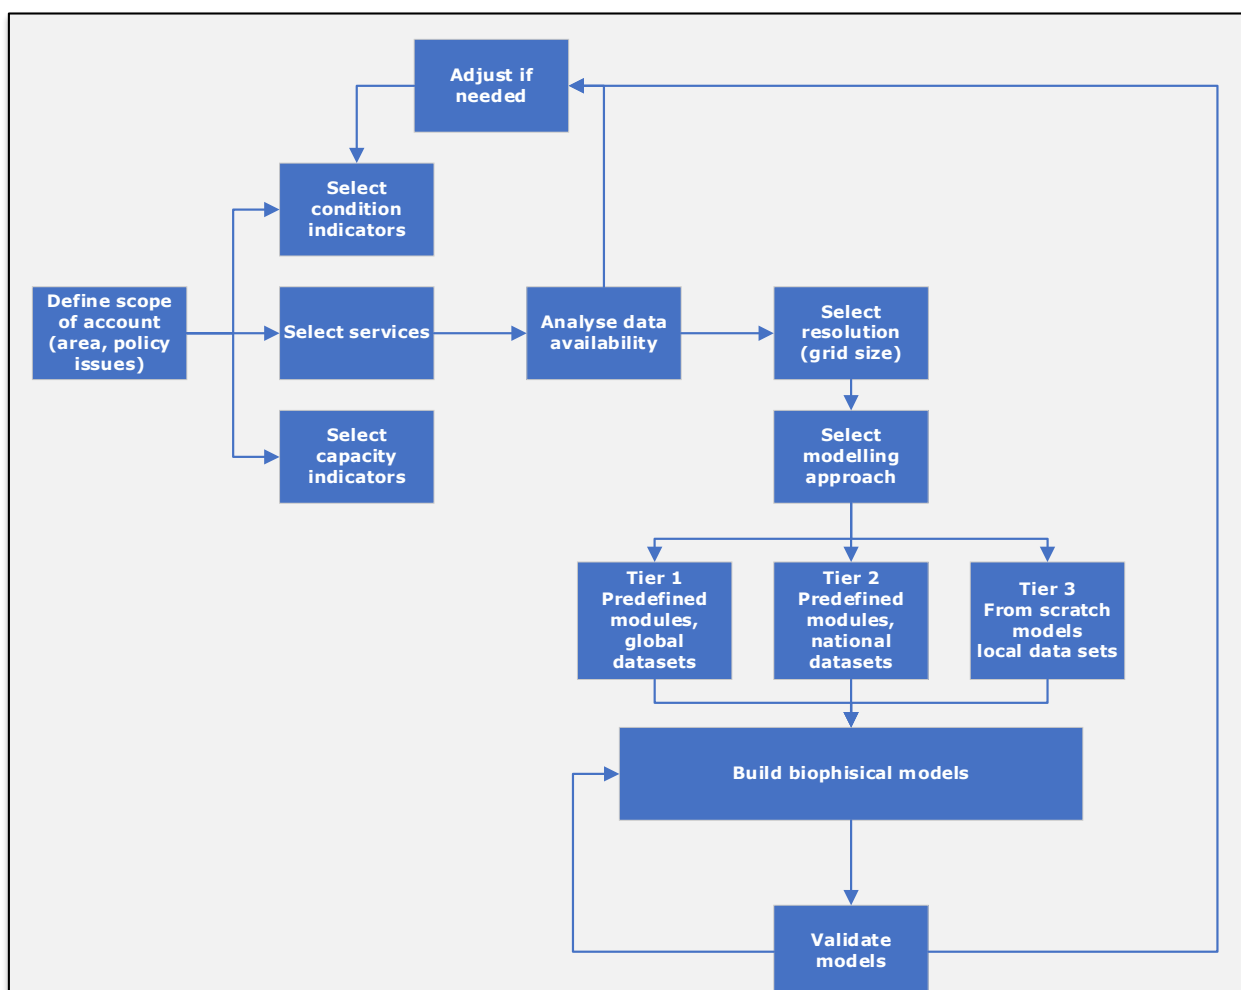 Adjust if
needed
Select
condition
indicators
Define scope
of account
(area, policy
issues)
Select services
Analyse data
availability
Select
resolution
(grid size)
Select
capacity
indicators
Select
modelling
approach
Tier 1
Predefined
modules,
global
datasets
Tier 2
Predefined
modules,
national
datasets
Tier 3
From scratch
models
local data sets
Build biophisical models
Validate
models